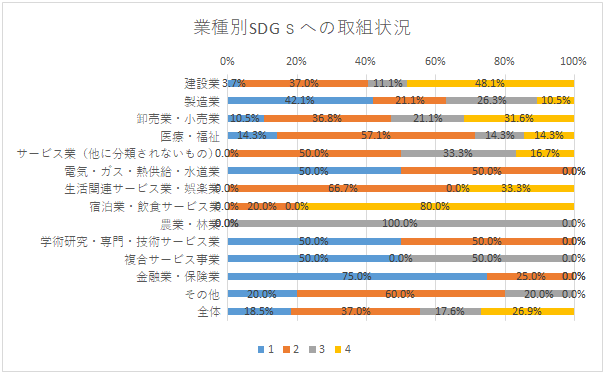 業種別SDGｓへの取組状況
0% 20% 40% 60% 80% 100%
建設業 3.7% 37.0% 11.1% 48.1%
製造業 42.1% 21.1% 26.3% 10.5%
卸売業・小売業 10.5% 36.8% 21.1% 31.6%
医療・福祉 14.3% 57.1% 14.3% 14.3%
サービス業（他に分類されないもの） 0.0% 50.0% 33.3% 16.7%
電気・ガス・熱供給・水道業 50.0% 50.0% 0.0%
生活関連サービス業・娯楽業 0.0% 66.7% 0.0% 33.3%
宿泊業・飲食サービス業 0.0% 20.0% 0.0% 80.0%
農業・林業 0.0% 100.0% 0.0%
学術研究・専門・技術サービス業 50.0% 50.0% 0.0%
複合サービス事業 50.0% 0.0% 50.0% 0.0%
金融業・保険業 75.0% 25.0% 0.0%
その他 20.0% 60.0% 20.0% 0.0%
全体 18.5% 37.0% 17.6% 26.9%
1 2 3 4